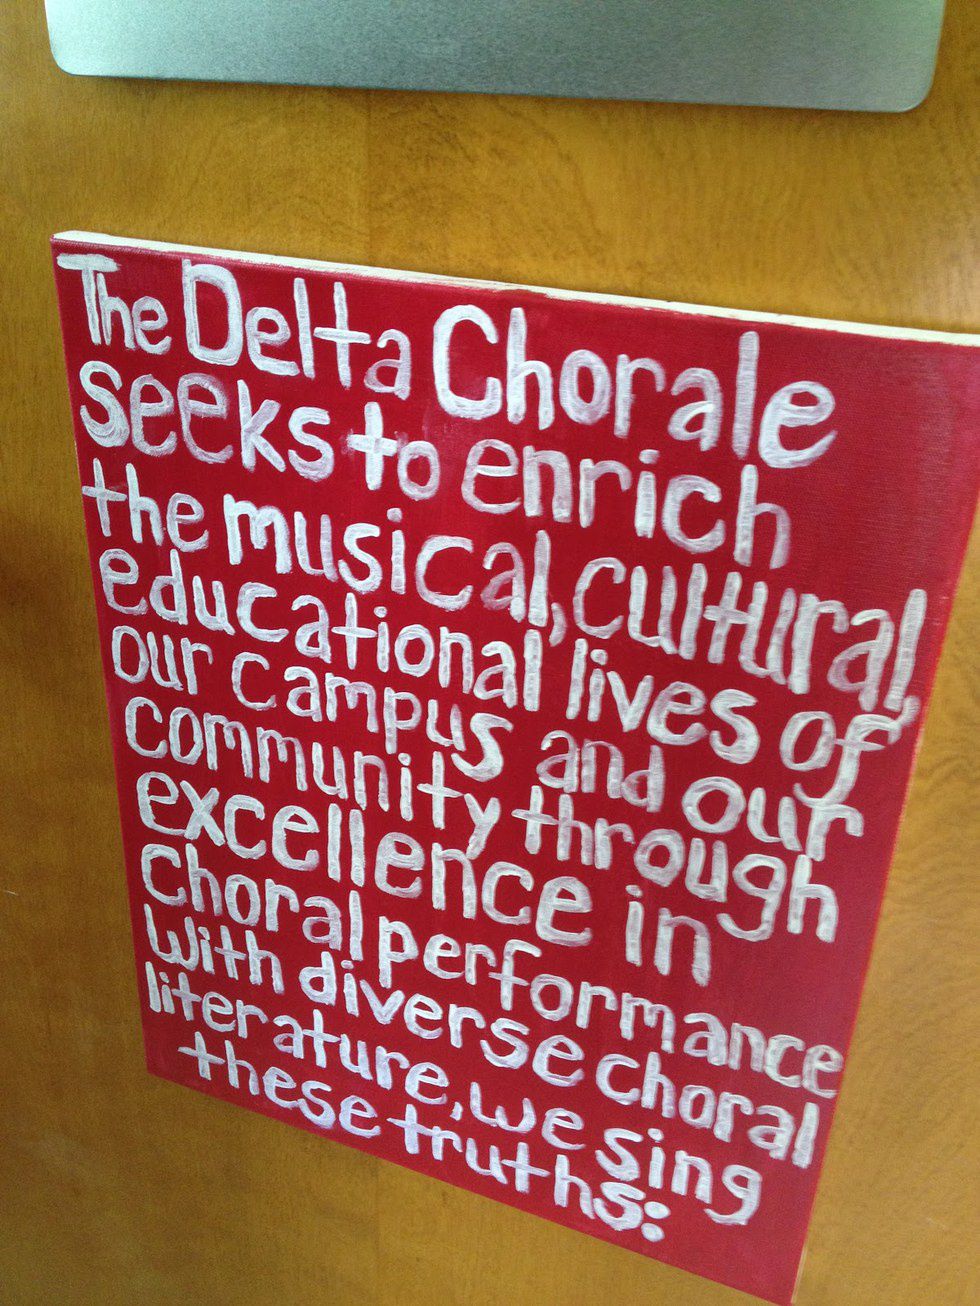 The Delta Chorale
seeks to enrich
the musical, cultural,
educational lives of
our campus and our
community through
excellence in
Choral performance
With diverse choral
literature, we sing
these truths: